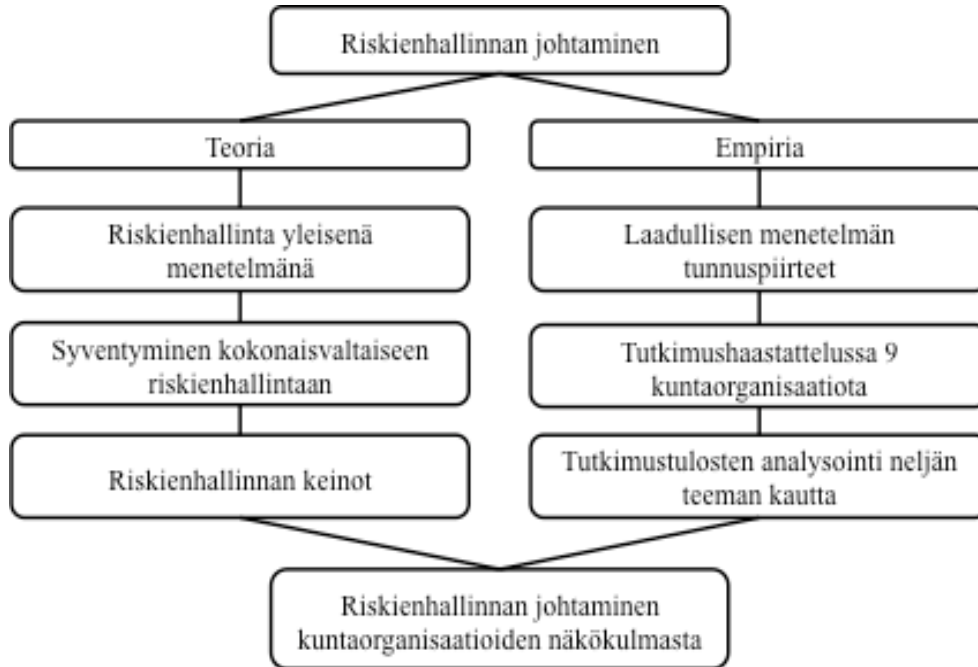 Riskienhallinnan johtaminen
Teoria
Empiria
Riskienhallinta yleisenä
menetelmänä
Laadullisen menetelmän
tunnuspiirteet
Syventyminen kokonaisvaltaiseen
riskienhallintaan
Tutkimushaastattelussa 9
kuntaorganisaatiota
Riskienhallinnan keinot
Tutkimustulosten analysointi neljän
teeman kautta
Riskienhallinnan johtaminen
kuntaorganisaatioiden näkökulmasta